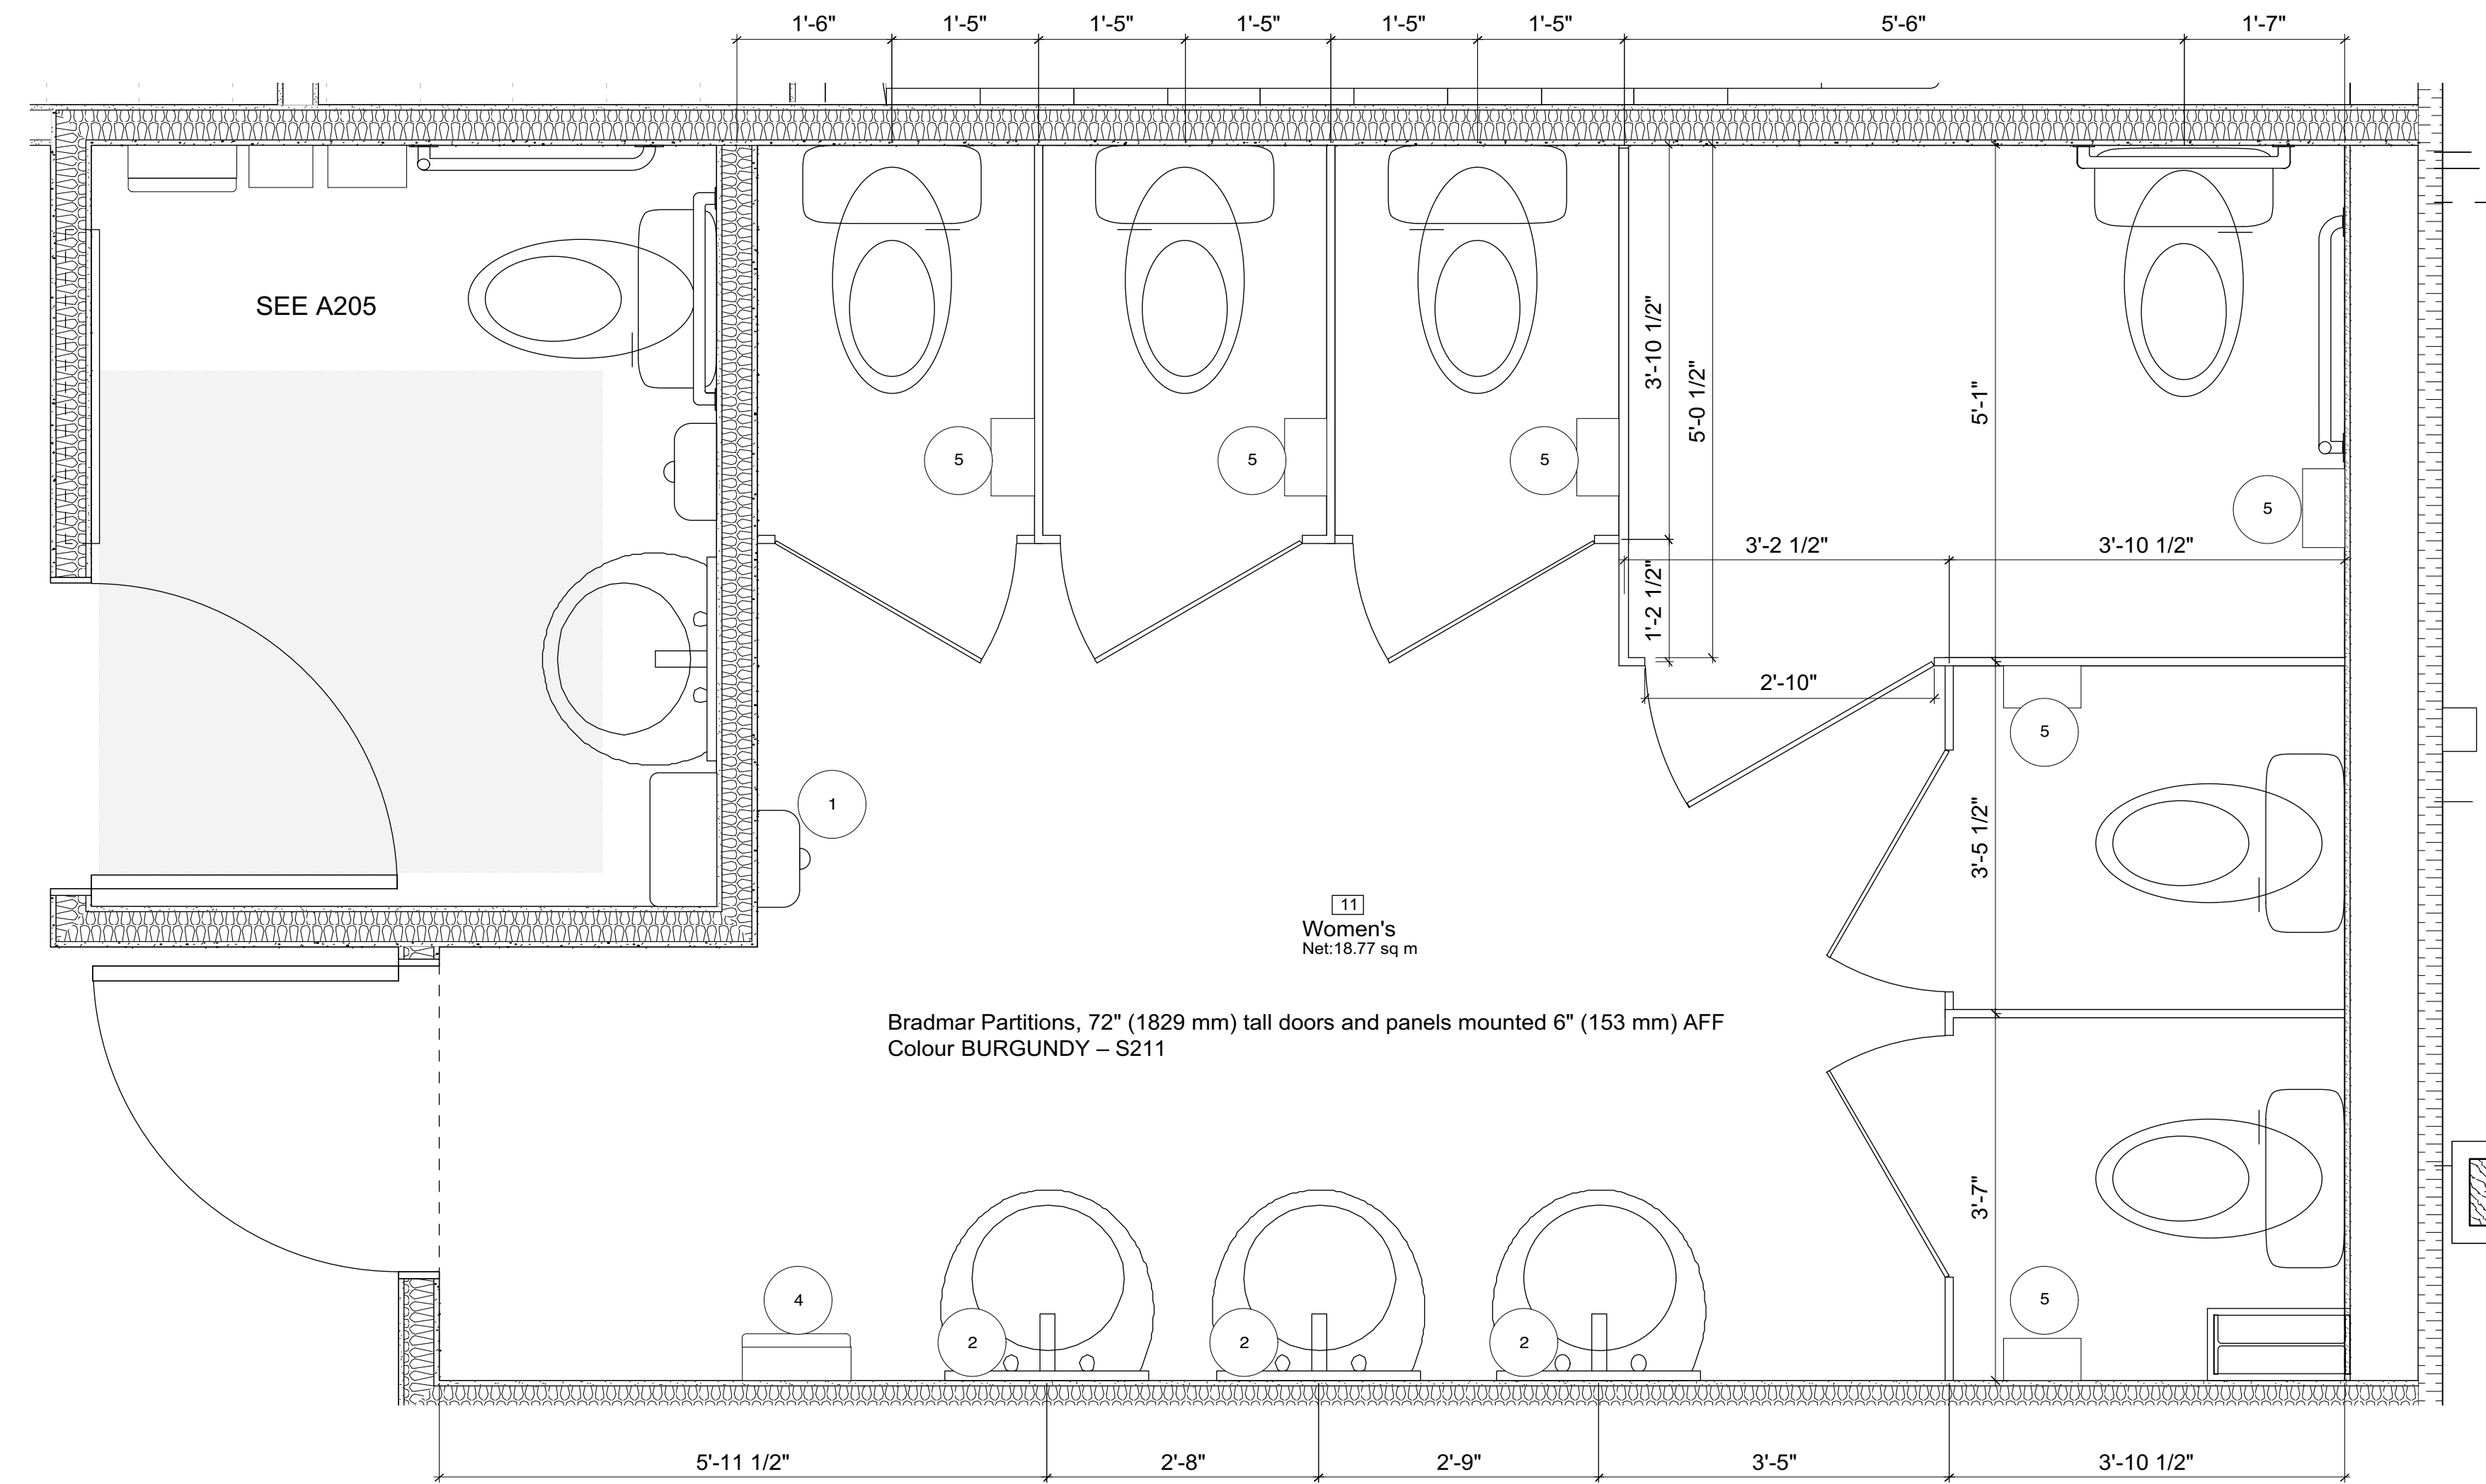 1'-6" 1'-5" 1'-5" 1'-5" 1'-5" 1'-5" 5'-6" 1'-7"
SEE A205
3'-10 1/2"
5'-0 1/2"
5'-1"
5 5 5
5
3'-2 1/2" 3'-10 1/2"
1'-2 1/2"
2'-10"
5
1
3'-5 1/2"
11
Women's
Net:18.77 sq m
Bradmar Partitions, 72" (1829 mm) tall doors and panels mounted 6" (153 mm) AFF
Colour BURGUNDY – S211
3'-7"
4
5
2 2 2
5'-11 1/2" 2'-8" 2'-9" 3'-5" 3'-10 1/2"